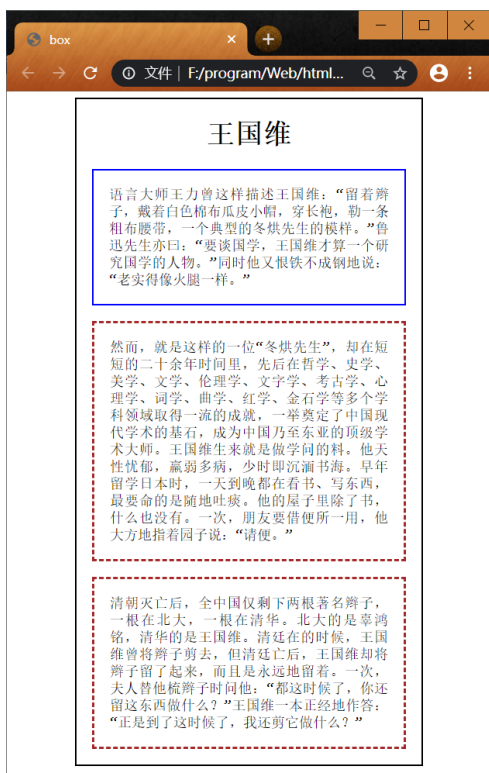 box
文件 | F:/program/Web/html...
王国维
语言大师王力曾这样描述王国维：“留着辫
子，戴着白色棉布瓜皮小帽，穿长袍，勒一条
粗布腰带，一个典型的冬烘先生的模样。”鲁
迅先生亦曰：“要谈国学，王国维才算一个研
究国学的人物。”同时他又恨铁不成钢地说：
“老实得像火腿一样。”
然而，就是这样的一位“冬烘先生”，却在短
短的二十余年时间里，先后在哲学、史学、
美学、文学、伦理学、文字学、考古学、心
理学、词学、曲学、红学、金石学等多个学
科领域取得一流的成就，一举奠定了中国现
代学术的基石，成为中国乃至东亚的顶级学
术大师。王国维生来就是做学问的料。他天
性忧郁，羸弱多病，少时即沉湎书海。早年
留学日本时，一天到晚都在看书、写东西，
最要命的是随地吐痰。他的屋子里除了书，
什么也没有。一次，朋友要借便所一用，他
大方地指着园子说：“请便。”
清朝灭亡后，全中国仅剩下两根著名辫子，
一根在北大，一根在清华。北大的是辜鸿
铭，清华的是王国维。清廷在的时候，王国
维曾将辫子剪去，但清廷亡后，王国维却将
辫子留了起来，而且是永远地留着。一次，
夫人替他梳辫子时问他：“都这时候了，你还
留这东西做什么？”王国维一本正经地作答：
“正是到了这时候了，我还剪它做什么？”